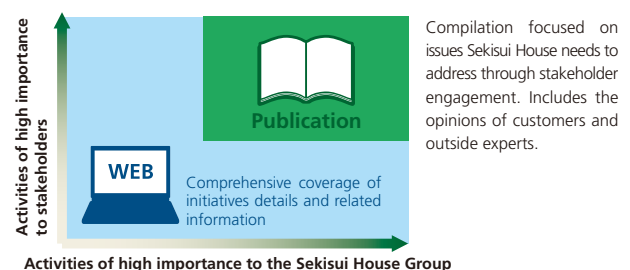 Activities of high importance
to stakeholders
Publication
WEB
Comprehensive coverage of
initiatives details and related
information
Activities of high importance to the Sekisui House Group
Compilation focused on
issues Sekisui House needs to
address through stakeholder
engagement. Includes the
opinions of customers and
outside experts.